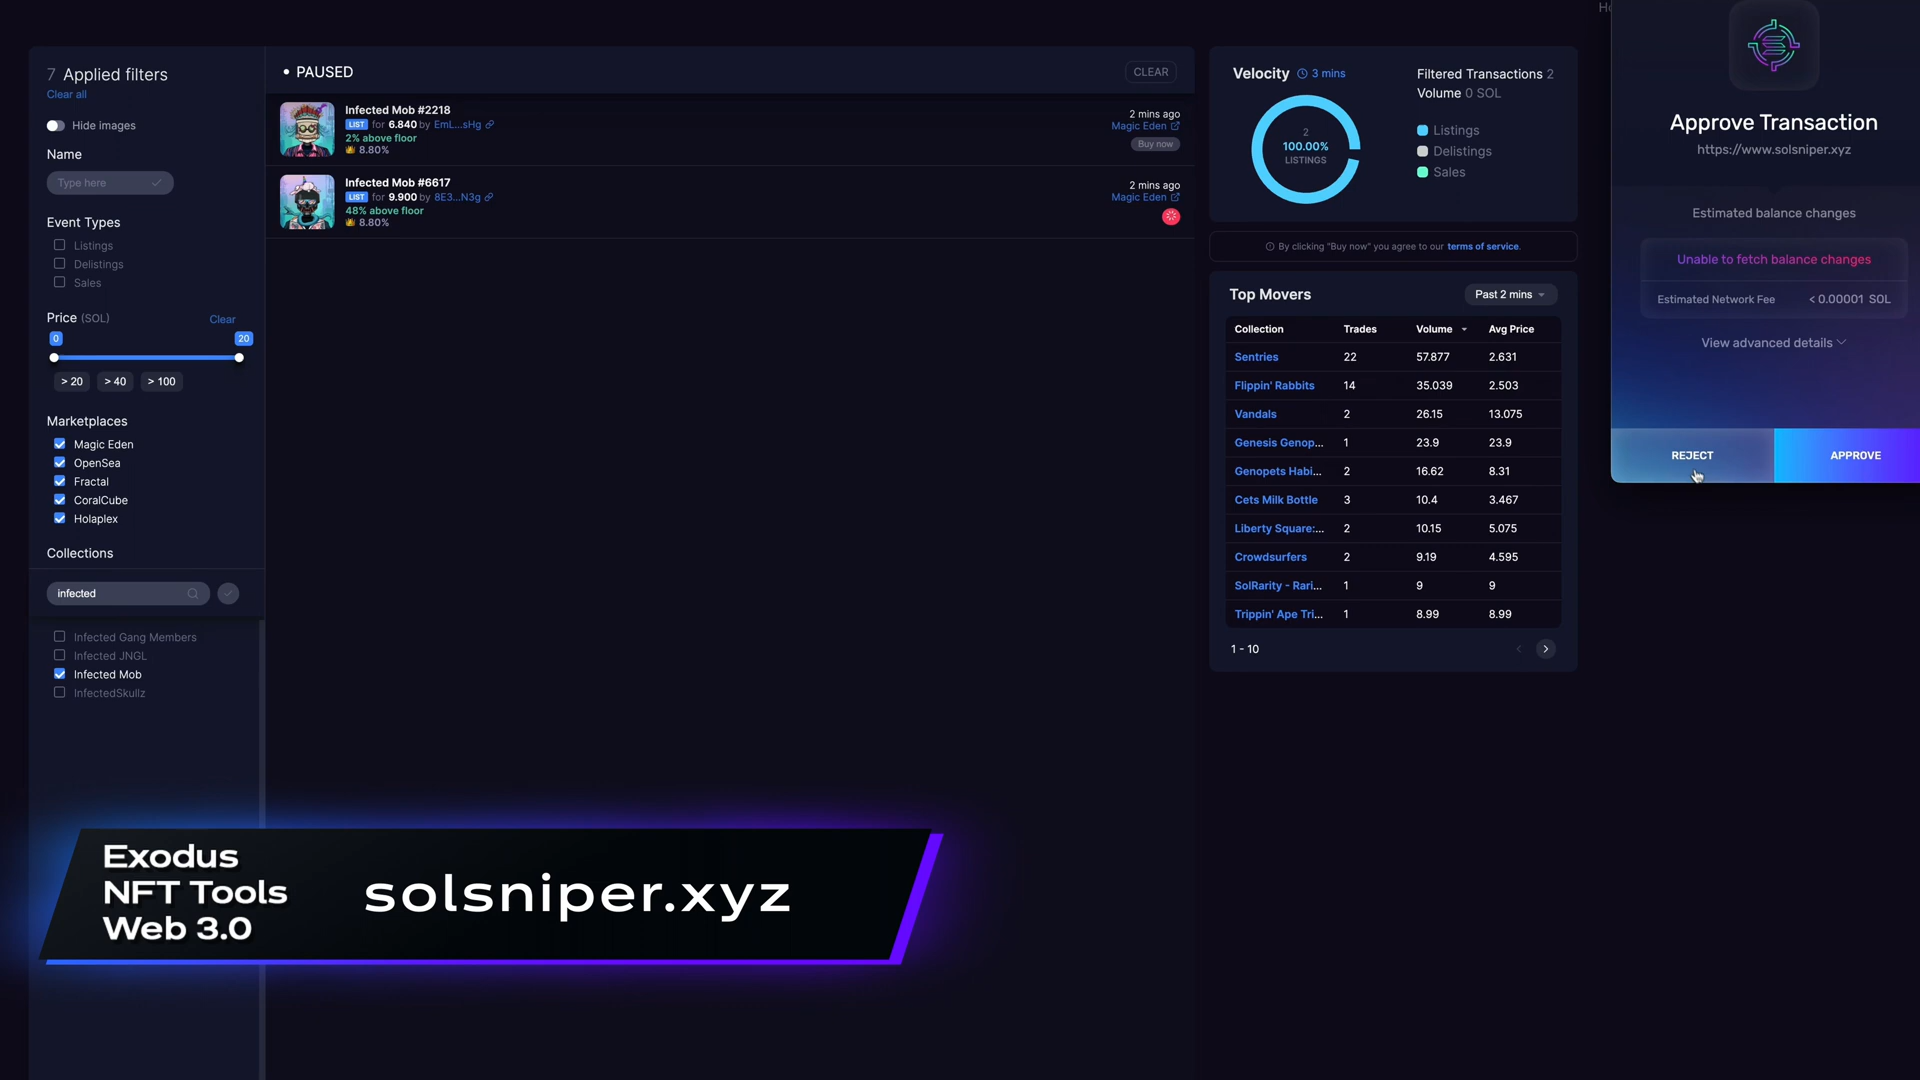 7 Applied filters
Clear all
Hide images
Name
Type here
Event Types
Listings
Delistings
Sales
Price (SOL)
Clear
0
20
> 20
> 40
> 100
Marketplaces
Magic Eden
OpenSea
Fractal
CoralCube
Holaplex
Collections
infected
Infected Gang Members
Infected JNGL
Infected Mob
InfectedSkullz
• PAUSED
CLEAR
Infected Mob #2218
LIST for 6.840 by EmL...sHg
2% above floor
8.80%
2 mins ago
Magic Eden
Buy now
Infected Mob #6617
LIST for 9.900 by 8E3...N3g
48% above floor
8.80%
2 mins ago
Magic Eden
Velocity 3 mins
2
100.00%
LISTINGS
Filtered Transactions 2
Volume 0 SOL
Listings
Delistings
Sales
By clicking "Buy now" you agree to our terms of service.
Top Movers
Past 2 mins
Collection Trades Volume Avg Price
Sentries 22 57.877 2.631
Flippin' Rabbits 14 35.039 2.503
Vandals 2 26.15 13.075
Genesis Genop... 1 23.9 23.9
Genopets Habi... 2 16.62 8.31
Cets Milk Bottle 3 10.4 3.467
Liberty Square:... 2 10.15 5.075
Crowdsurfers 2 9.19 4.595
SolRarity - Rari... 1 9 9
Trippin' Ape Tri... 1 8.99 8.99
1 - 10
Approve Transaction
https://www.solsniper.xyz
Estimated balance changes
Unable to fetch balance changes
Estimated Network Fee < 0.00001 SOL
View advanced details
REJECT
APPROVE
Exodus
NFT Tools
Web 3.0
solsniper.xyz